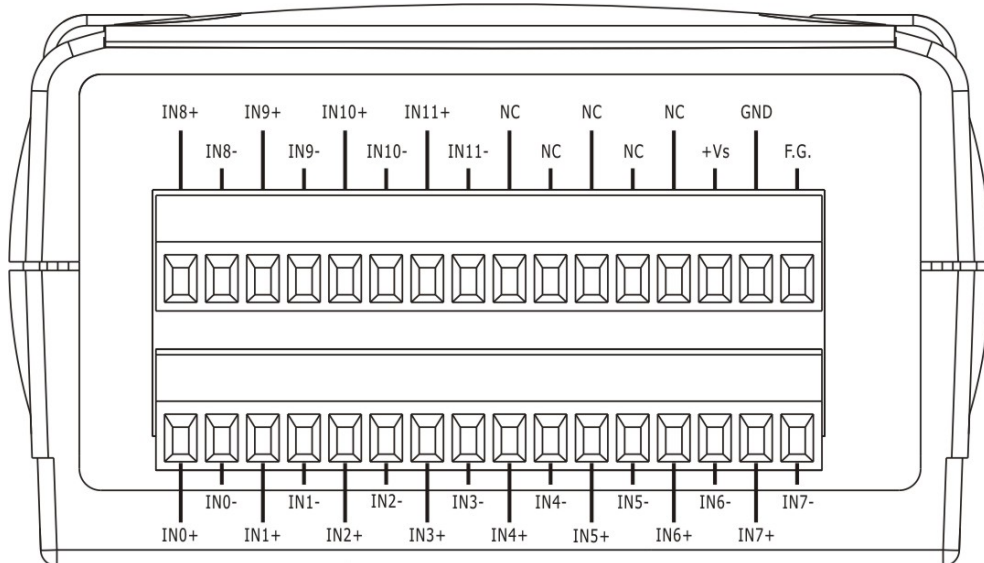 IN8+ IN9+ IN10+ IN11+ NC NC NC GND
IN8- IN9- IN10- IN11- NC NC +Vs F.G.
IN0- IN1- IN2- IN3- IN4- IN5- IN6- IN7-
IN0+ IN1+ IN2+ IN3+ IN4+ IN5+ IN6+ IN7+